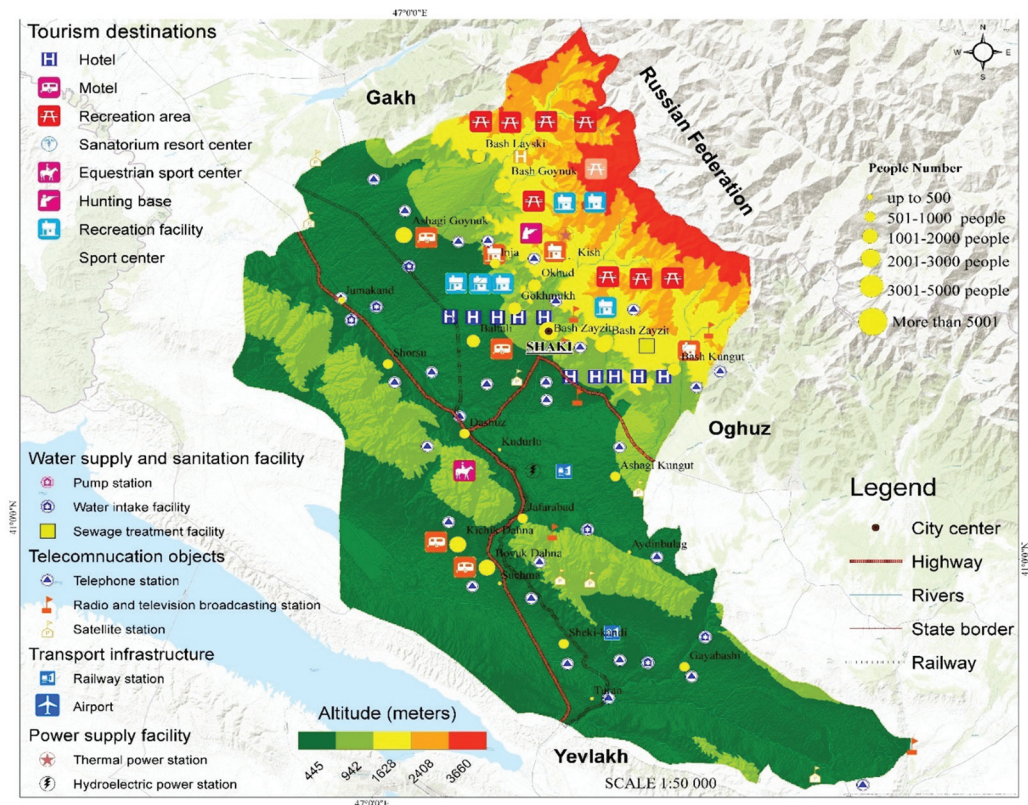 47°0'0"E
Tourism destinations
Hotel
Motel
Recreation area
Sanatorium resort center
Equestrian sport center
Hunting base
Recreation facility
Sport center
Gakh
Russian Federation
N
W E
S
People Number
up to 500
501-1000 people
1001-2000 people
2001-3000 people
3001-5000 people
More than 5001
Bash Layski
Bash Goynuk
Ashagi Goynuk
Inja
Kish
Okhud
Jumakand
Gokhmukh
Baltali
Bash Zayzit
Bash Zayzit
SHAKI
Shorsu
Bash Kungut
Dashuz
Oghuz
Kudurlu
Ashagi Kungut
Water supply and sanitation facility
Pump station
Water intake facility
Sewage treatment facility
Telecomnucation objects
Telephone station
Radio and television broadcasting station
Satellite station
Transport infrastructure
Railway station
Airport
Power supply facility
Thermal power station
Hydroelectric power station
41°0'0"N
Jafarabad
Kichik Dahna
Boyuk Dahna
Suchma
Aydinbulag
Sheki-kandi
Gayabashi
Turan
Legend
City center
Highway
Rivers
State border
Railway
41°0'0"N
Altitude (meters)
445 942 1628 2408 3660
Yevlakh
SCALE 1:50 000
47°0'0"E